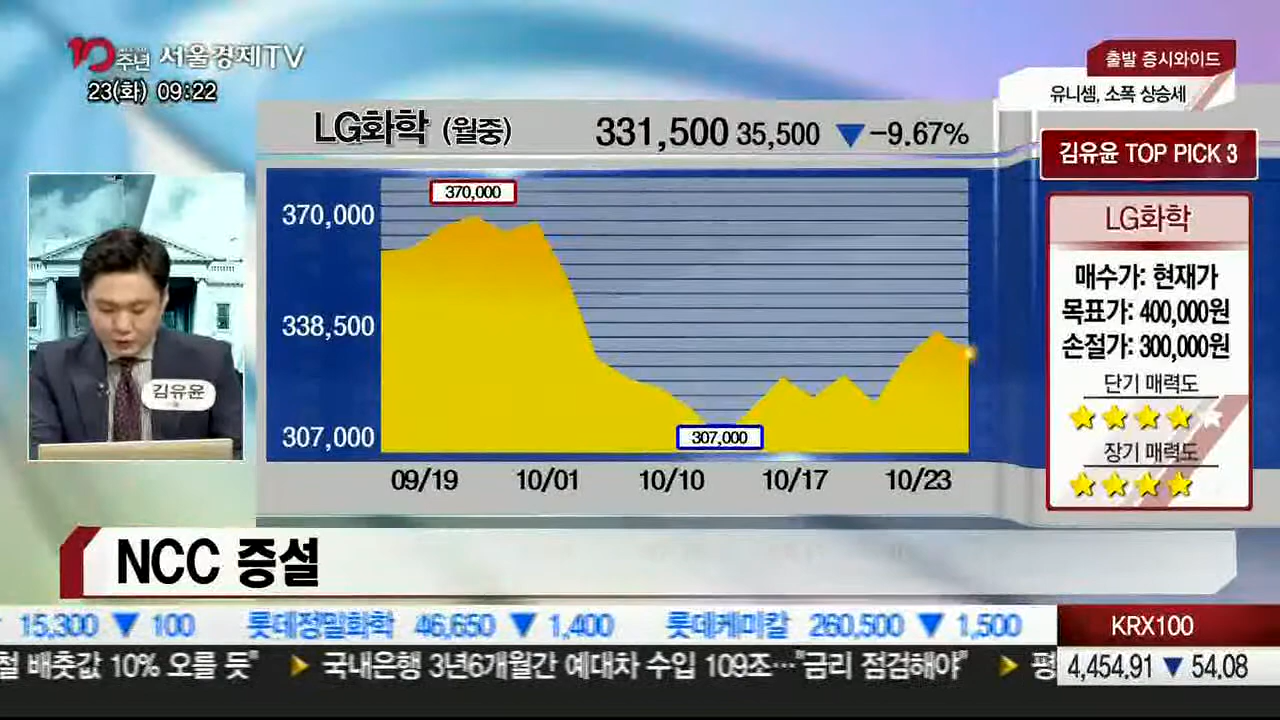 10주년 서울경제TV
23(화) 09:22
출발 증시와이드
유니셈, 소폭 상승세
LG화학 (월중) 331,500 35,500 ▼-9.67%
김유윤 TOP PICK 3
370,000
370,000
338,500
307,000
307,000
09/19 10/01 10/10 10/17 10/23
김유윤
LG화학
매수가: 현재가
목표가: 400,000원
손절가: 300,000원
단기 매력도
장기 매력도
NCC 증설
15,300 ▼ 100 롯데정밀화학 46,650 ▼ 1,400 롯데케미칼 260,500 ▼ 1,500
KRX100
철 배춧값 10% 오를 듯" ▶ 국내은행 3년6개월간 예대차 수입 109조…"금리 점검해야" ▶ 평
4,454.91 ▼ 54.08